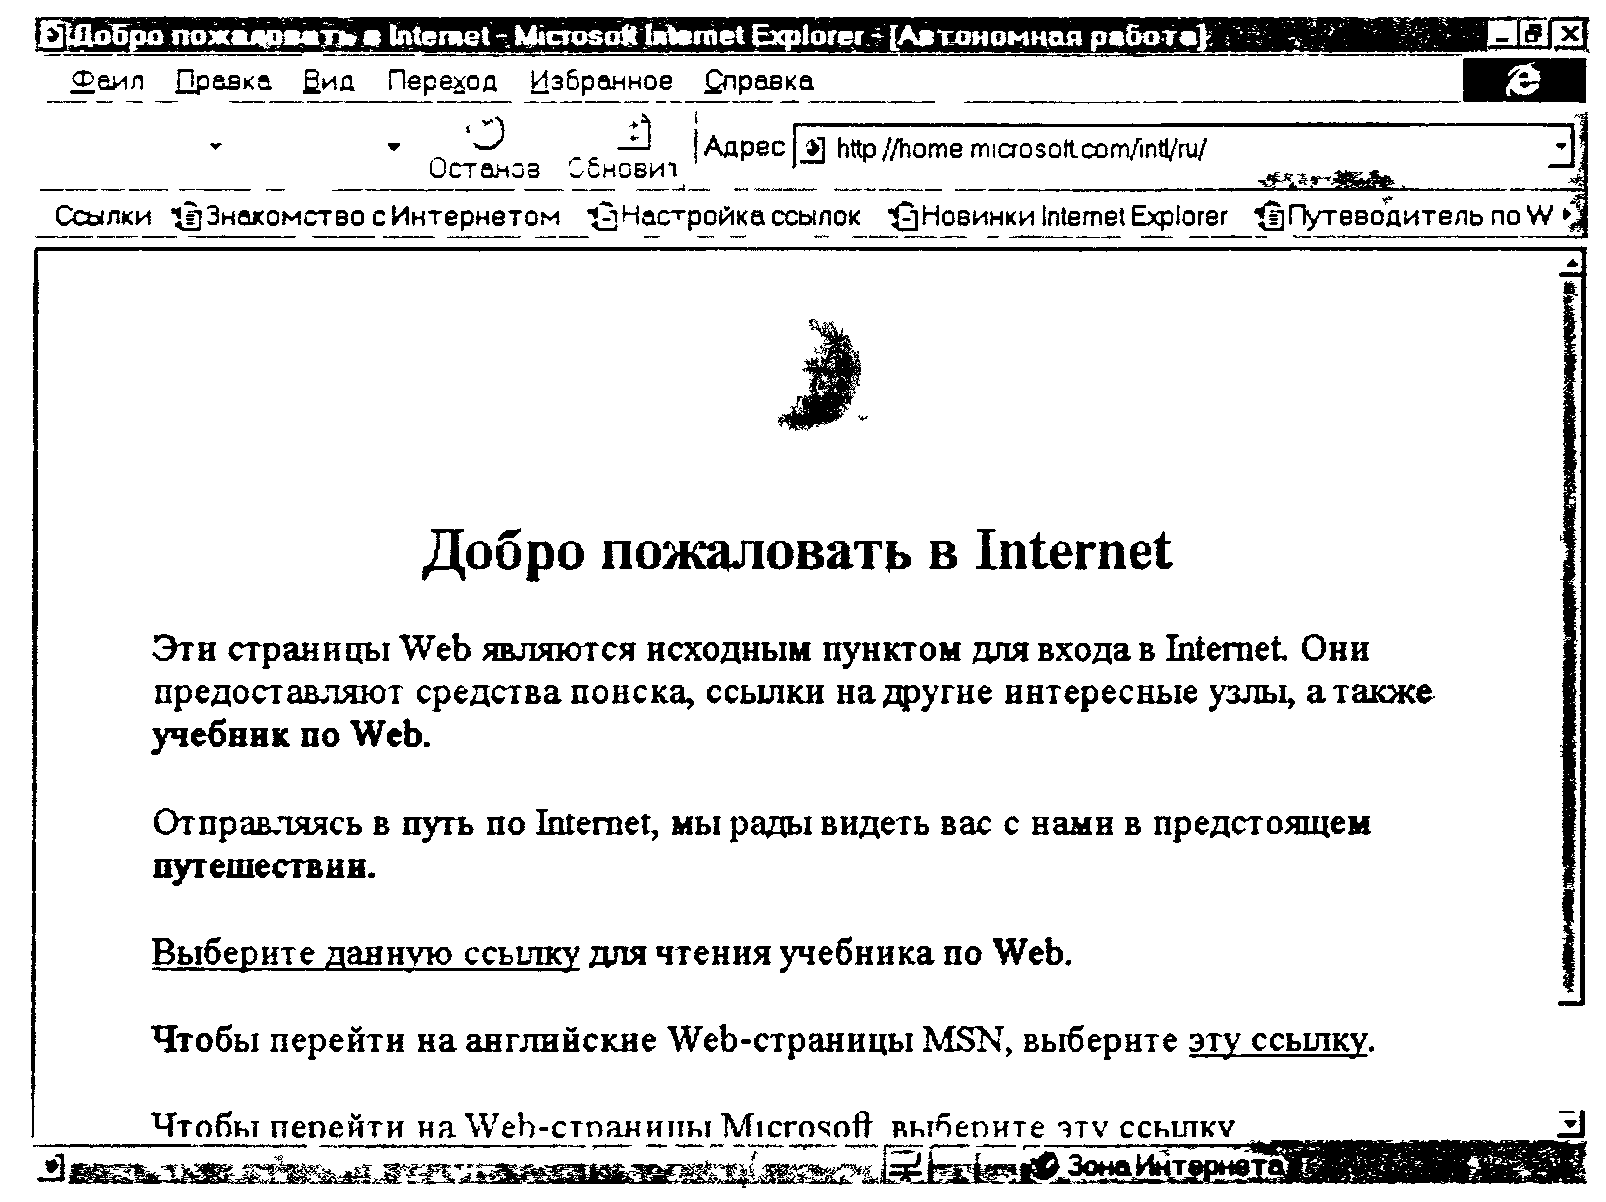 Добро пожаловать в Internet - Microsoft Internet Explorer - [Автономная работа]
Файл Правка Вид Переход Избранное Справка
Останов Обновит Адрес http://home.microsoft.com/intl/ru/
Ссылки Знакомство с Интернетом Настройка ссылок Новинки Internet Explorer Путеводитель по W
Добро пожаловать в Internet
Эти страницы Web являются исходным пунктом для входа в Internet. Они
предоставляют средства поиска, ссылки на другие интересные узлы, а также
учебник по Web.
Отправляясь в путь по Internet, мы рады видеть вас с нами в предстоящем
путешествии.
Выберите данную ссылку для чтения учебника по Web.
Чтобы перейти на английские Web-страницы MSN, выберите эту ссылку.
Чтобы перейти на Web-страницы Microsoft выберите эту ссылку
Зона Интернета